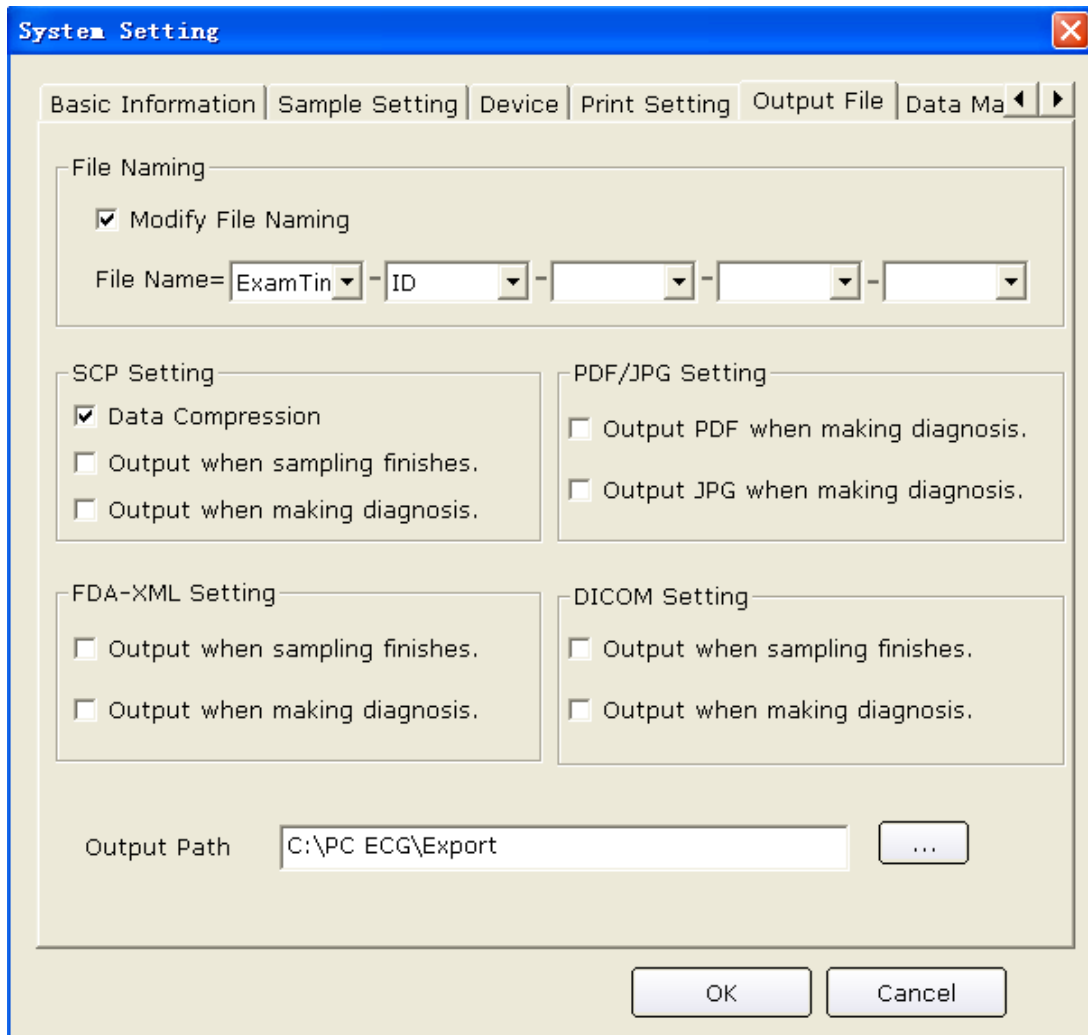 System Setting
Basic Information Sample Setting Device Print Setting Output File Data Ma
File Naming
Modify File Naming
File Name= ExamTin - ID - - -
SCP Setting
Data Compression
Output when sampling finishes.
Output when making diagnosis.
PDF/JPG Setting
Output PDF when making diagnosis.
Output JPG when making diagnosis.
FDA-XML Setting
Output when sampling finishes.
Output when making diagnosis.
DICOM Setting
Output when sampling finishes.
Output when making diagnosis.
Output Path C:\PC ECG\Export ...
OK Cancel